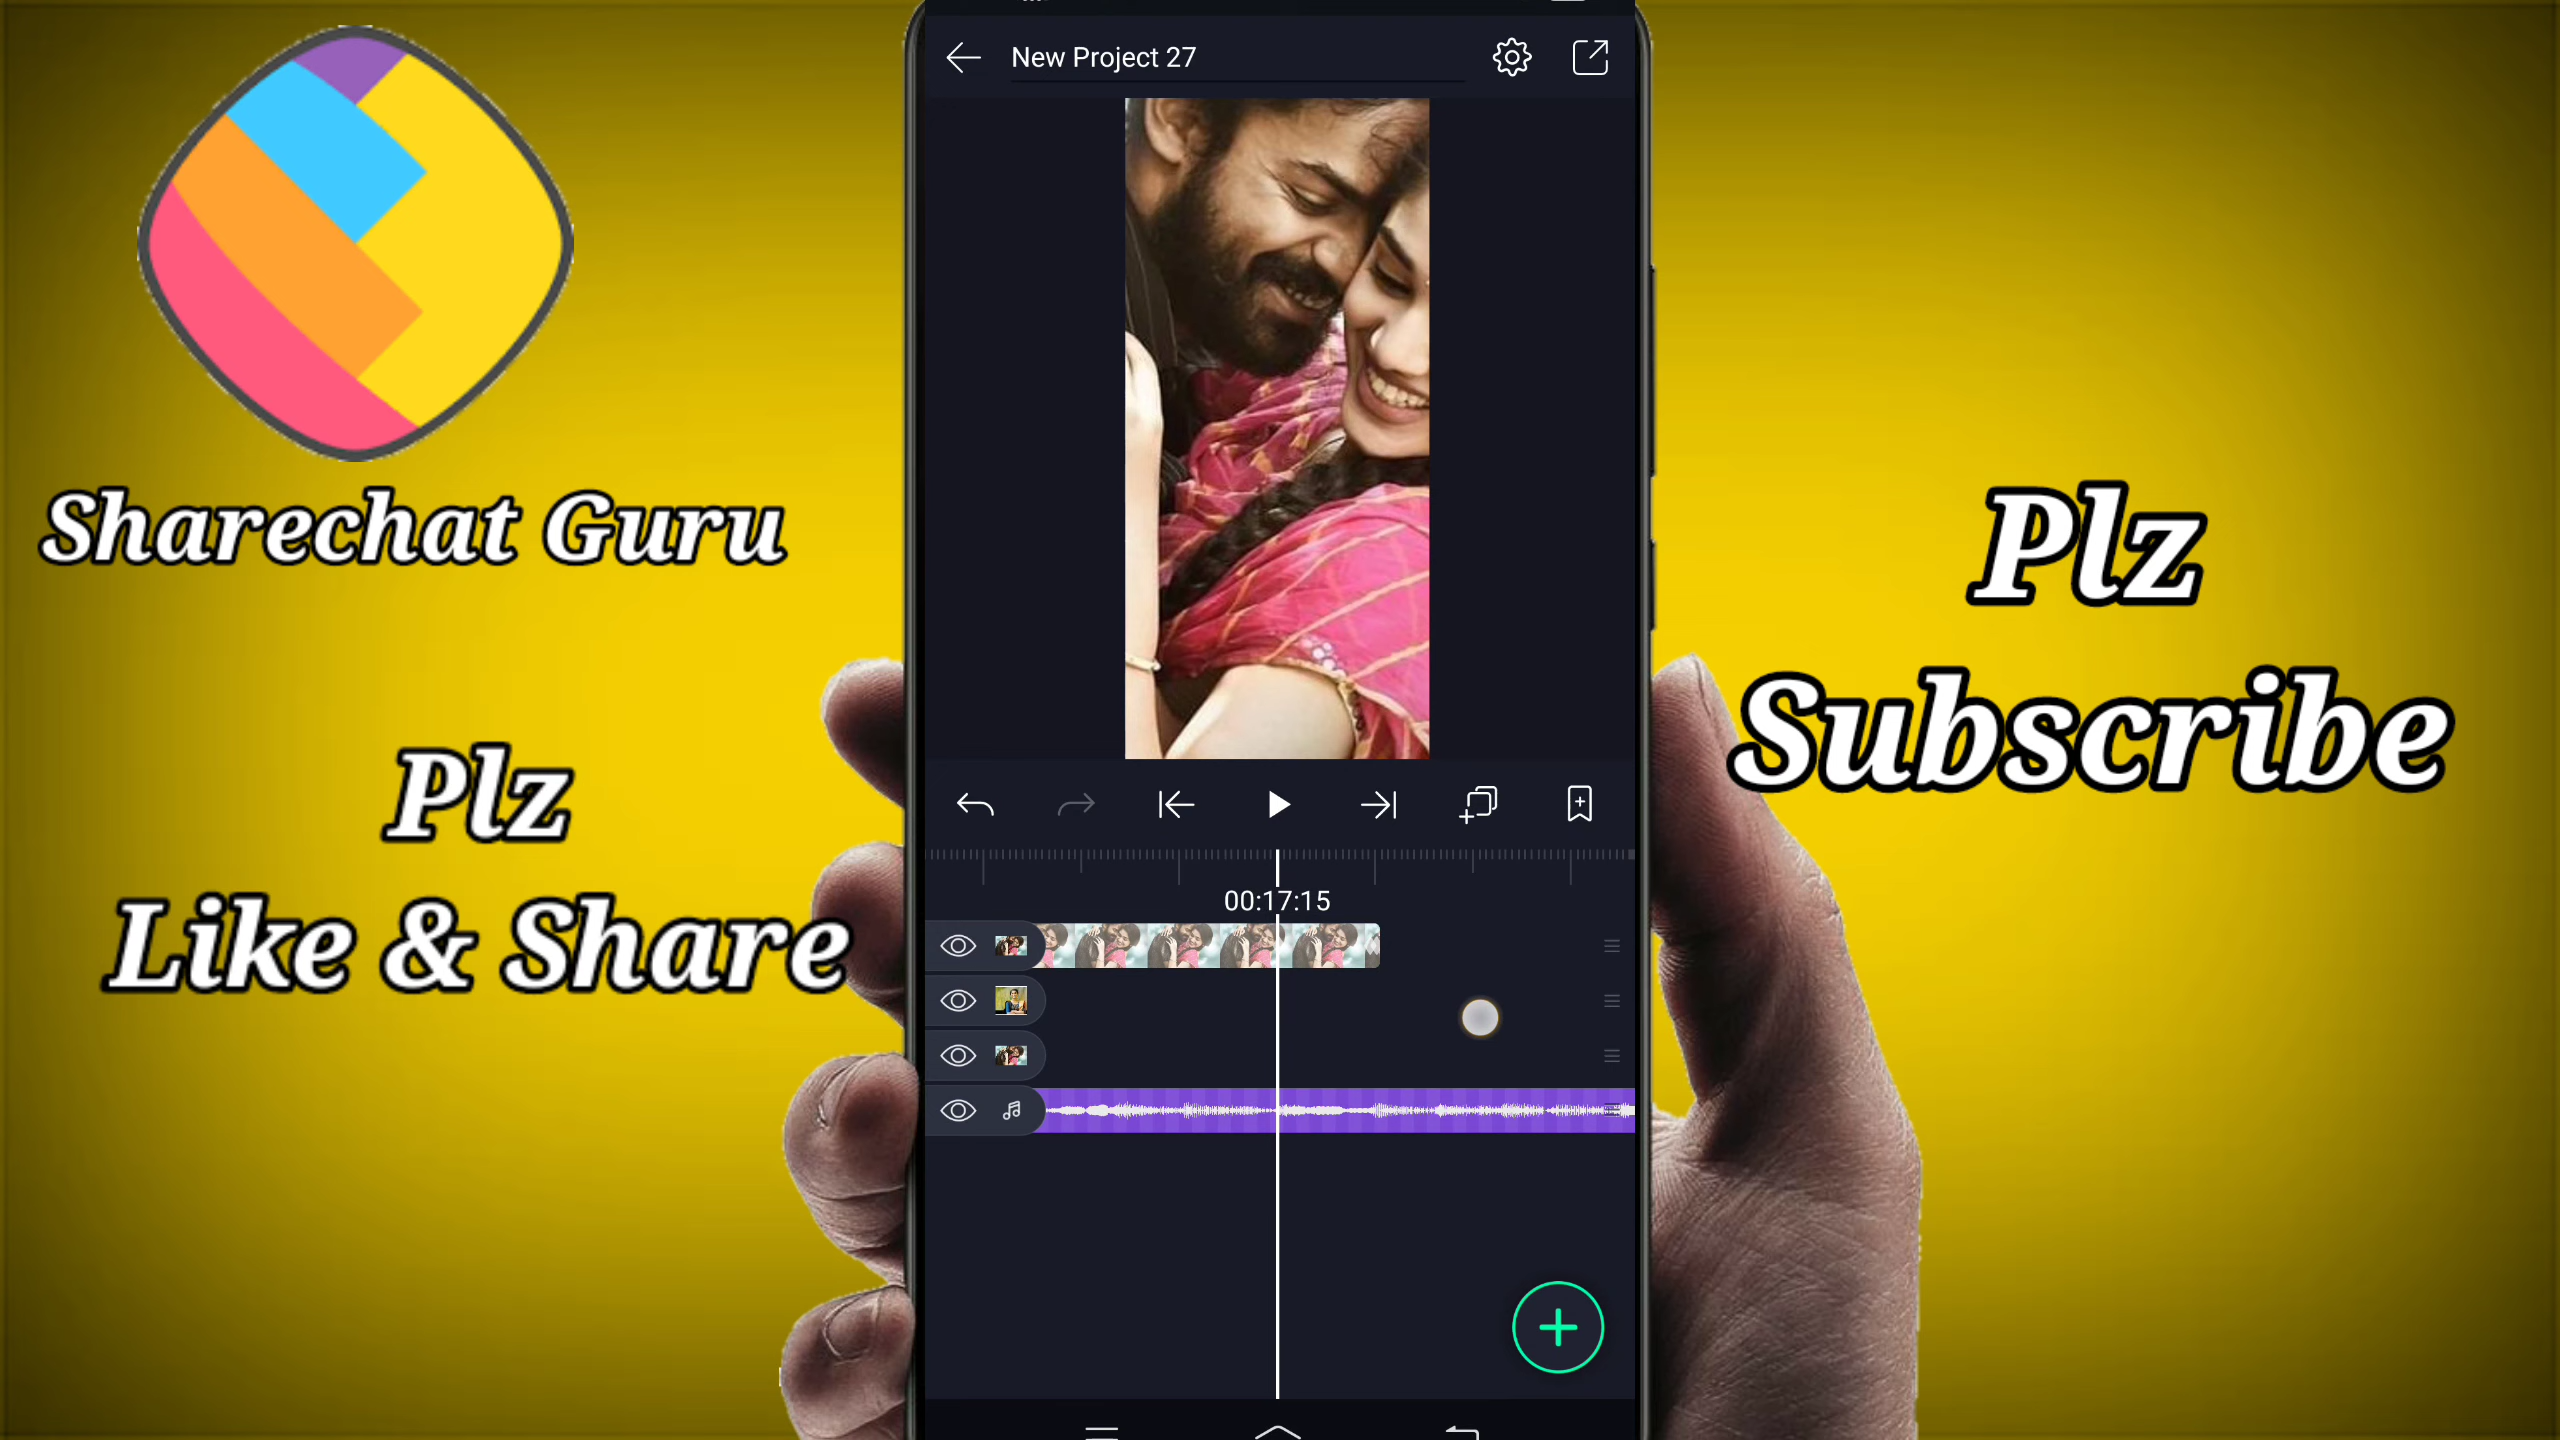 New Project 27
Sharechat Guru
Plz
Like & Share
Plz
Subscribe
00:17:15